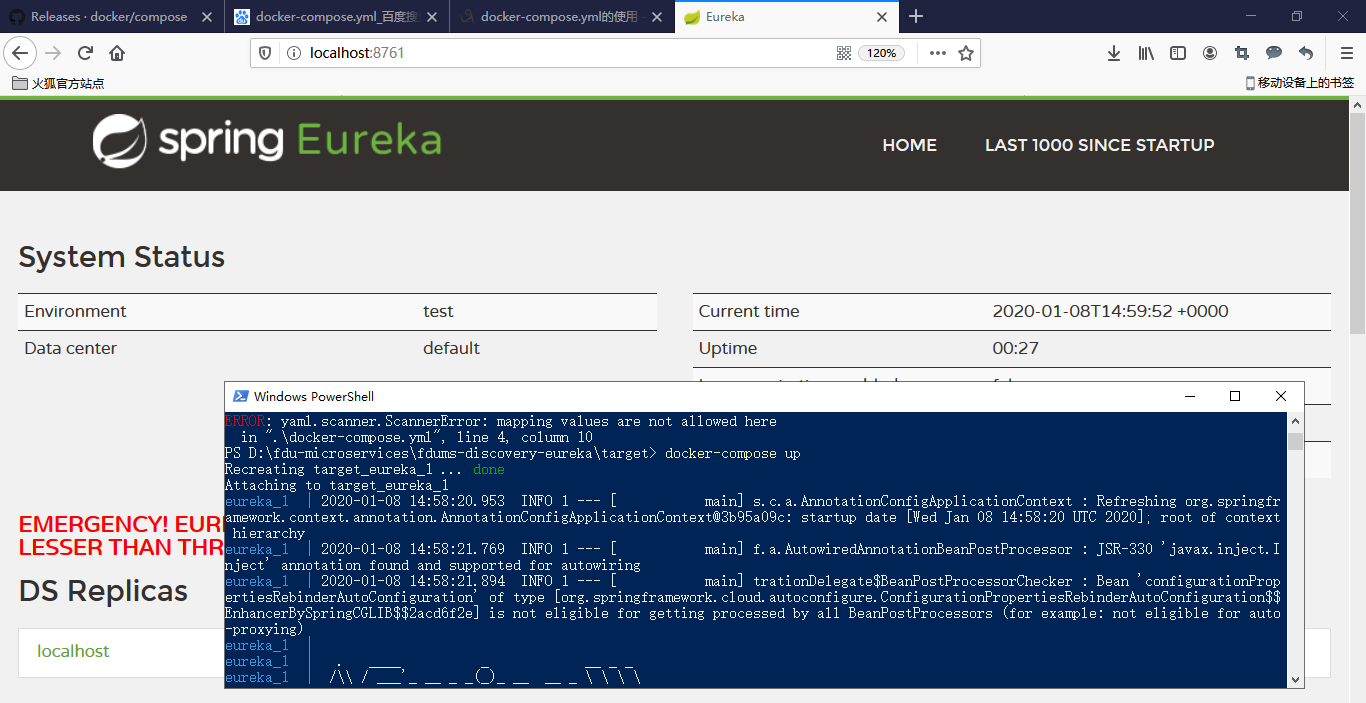 Releases · docker/compose
docker-compose.yml_百度搜
docker-compose.yml的使用
Eureka
localhost:8761
120%
火狐官方站点
移动设备上的书签
spring Eureka
HOME
LAST 1000 SINCE STARTUP
System Status
Environment test
Data center default
Current time 2020-01-08T14:59:52 +0000
Uptime 00:27
Windows PowerShell
ERROR: yaml.scanner.ScannerError: mapping values are not allowed here
in ".\docker-compose.yml", line 4, column 10
PS D:\fdu-microservices\fdums-discovery-eureka\target> docker-compose up
Recreating target_eureka_1 ... done
Attaching to target_eureka_1
eureka_1 | 2020-01-08 14:58:20.953 INFO 1 --- [ main] s.c.a.AnnotationConfigApplicationContext : Refreshing org.springfr
amework.context.annotation.AnnotationConfigApplicationContext@3b95a09c: startup date [Wed Jan 08 14:58:20 UTC 2020]; root of context
hierarchy
eureka_1 | 2020-01-08 14:58:21.769 INFO 1 --- [ main] f.a.AutowiredAnnotationBeanPostProcessor : JSR-330 'javax.inject.I
nject' annotation found and supported for autowiring
eureka_1 | 2020-01-08 14:58:21.894 INFO 1 --- [ main] trationDelegate$BeanPostProcessorChecker : Bean 'configurationProp
ertiesRebinderAutoConfiguration' of type [org.springframework.cloud.autoconfigure.ConfigurationPropertiesRebinderAutoConfiguration$$
EnhancerBySpringCGLIB$$2acd6f2e] is not eligible for getting processed by all BeanPostProcessors (for example: not eligible for auto
-proxying)
eureka_1 |
eureka_1 |   .   ____          _            __ _ _
eureka_1 |  /\\ / ___'_ __ _ _(_)_ __  __ _ \ \ \ \
EMERGENCY! EUR
LESSER THAN THR
DS Replicas
localhost